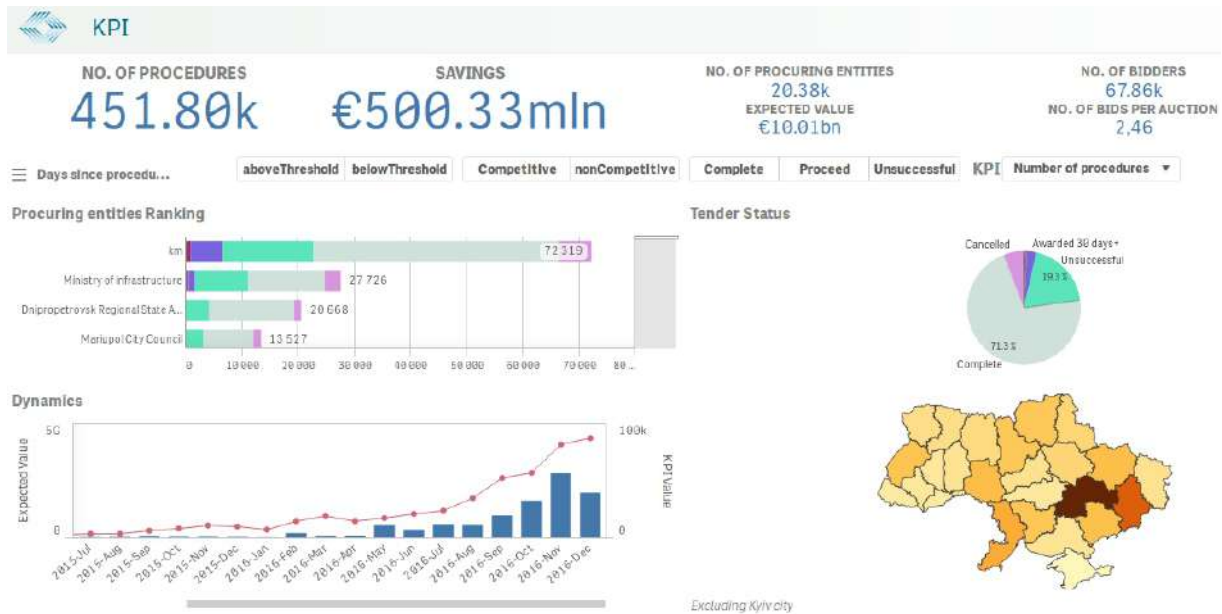 KPI
NO. OF PROCEDURES
451.80k
SAVINGS
€500.33mln
NO. OF PROCURING ENTITIES
20.38k
EXPECTED VALUE
€10.01bn
NO. OF BIDDERS
67.86k
NO. OF BIDS PER AUCTION
2,46
Days since procedu...
aboveThreshold belowThreshold
Competitive nonCompetitive
Complete Proceed Unsuccessful
KPI Number of procedures
Procuring entities Ranking
km 72 319
Ministry of infrastructure 27 726
Dnipropetrovsk Regional State A... 20 668
Mariupol City Council 13 527
0 10 000 20 000 30 000 40 000 50 000 60 000 70 000 80...
Tender Status
Cancelled Awarded 30 days+
Unsuccessful
19.3 %
71.3 %
Complete
Dynamics
Expected Value
5G
0
100k
0
KPI Value
2015-Jul 2015-Aug 2015-Sep 2015-Oct 2015-Nov 2015-Dec 2016-Jan 2016-Feb 2016-Mar 2016-Apr 2016-May 2016-Jun 2016-Jul 2016-Aug 2016-Sep 2016-Oct 2016-Nov 2016-Dec
Excluding Kyiv city